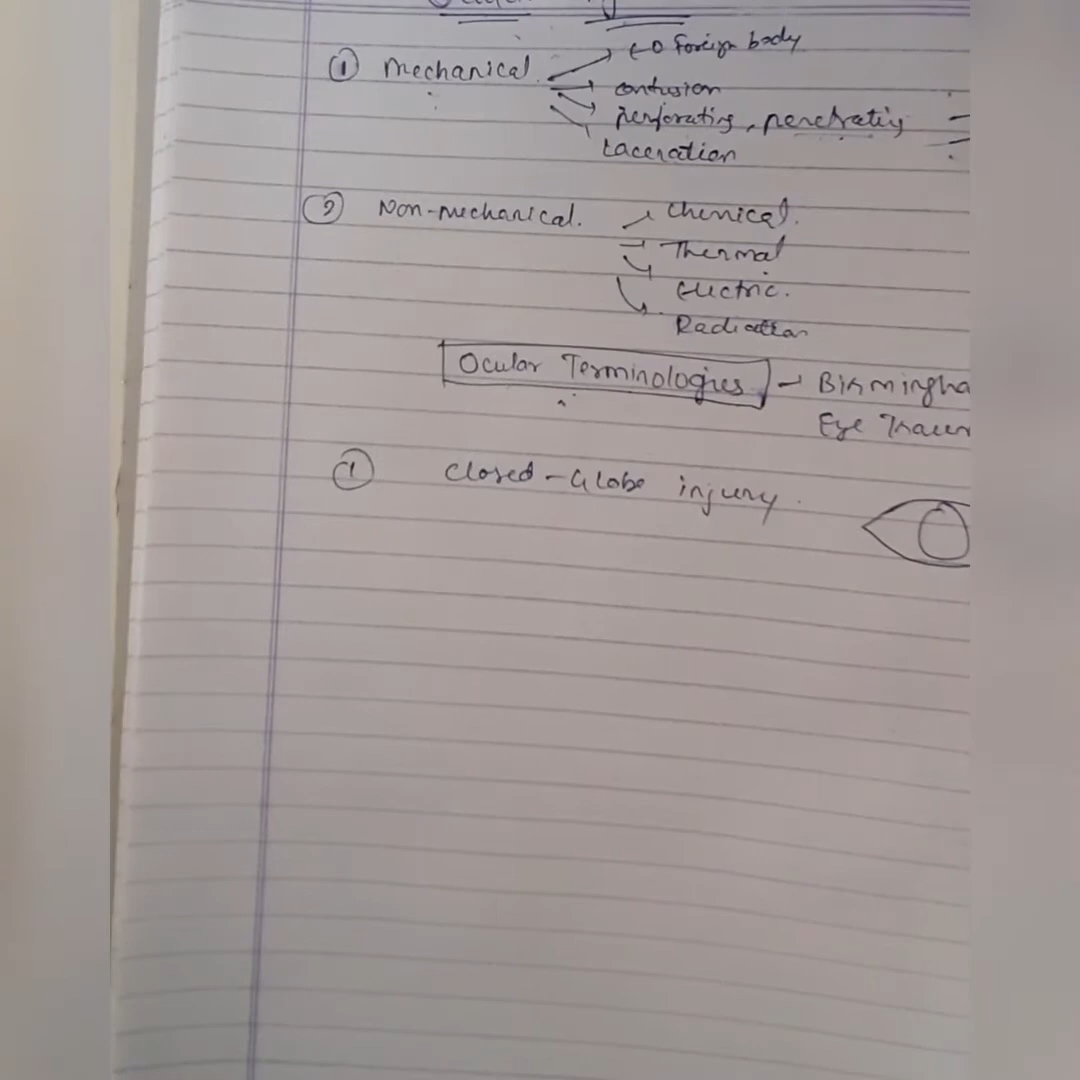 ① Mechanical
E-O Foreign body
contusion
perforating, penetrating
Laceration
② Non-mechanical.
Chemical.
Thermal
Electric.
Radiation
Ocular Terminologies - Birmingha
Eye
① Closed-Globe injury.